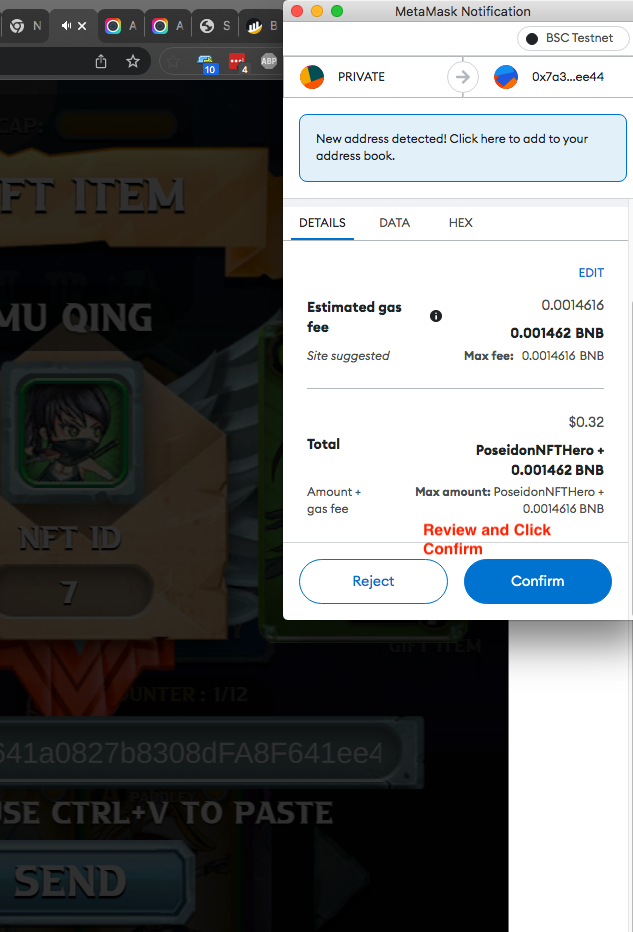 MetaMask Notification
N
A
A
S
B
BSC Testnet
10
4
ABP
PRIVATE
0x7a3...ee44
CAP:
New address detected! Click here to add to your
address book.
FT ITEM
DETAILS
DATA
HEX
EDIT
MU QING
Estimated gas
fee
0.0014616
0.001462 BNB
Site suggested
Max fee: 0.0014616 BNB
$0.32
Total
PoseidonNFTHero +
0.001462 BNB
Amount +
gas fee
Max amount: PoseidonNFTHero +
0.0014616 BNB
Review and Click
Confirm
NFT ID
7
Reject
Confirm
GIFT ITEM
UNTER : 1/12
641a0827b8308dFA8F641ee4
USE CTRL+V TO PASTE
SEND